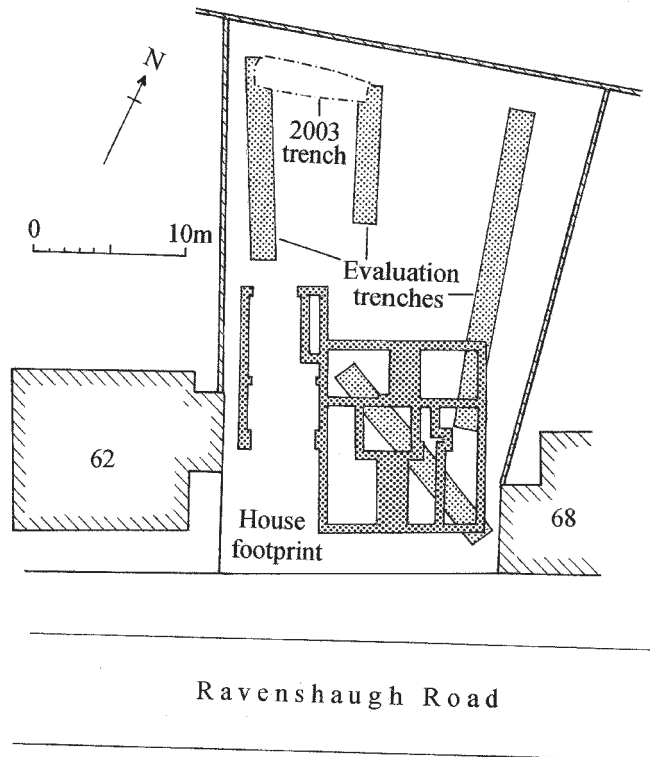 N
2003
trench
0 10m
Evaluation
trenches
62
House
footprint
68
Ravenshaugh Road